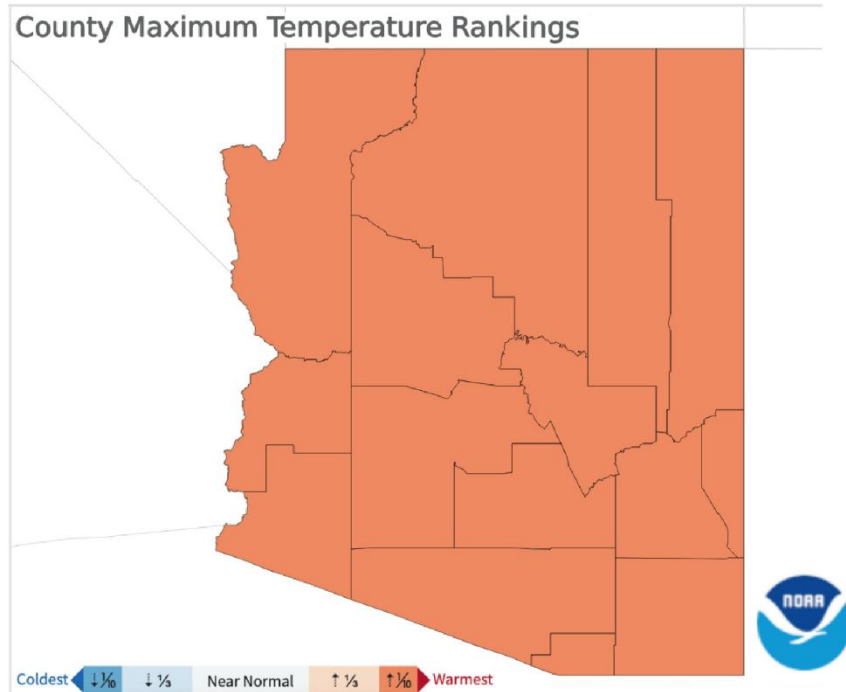 County Maximum Temperature Rankings
NOAA
Coldest ↓ ⅒ ↓ ⅓ Near Normal ↑ ⅓ ↑ ⅒ Warmest